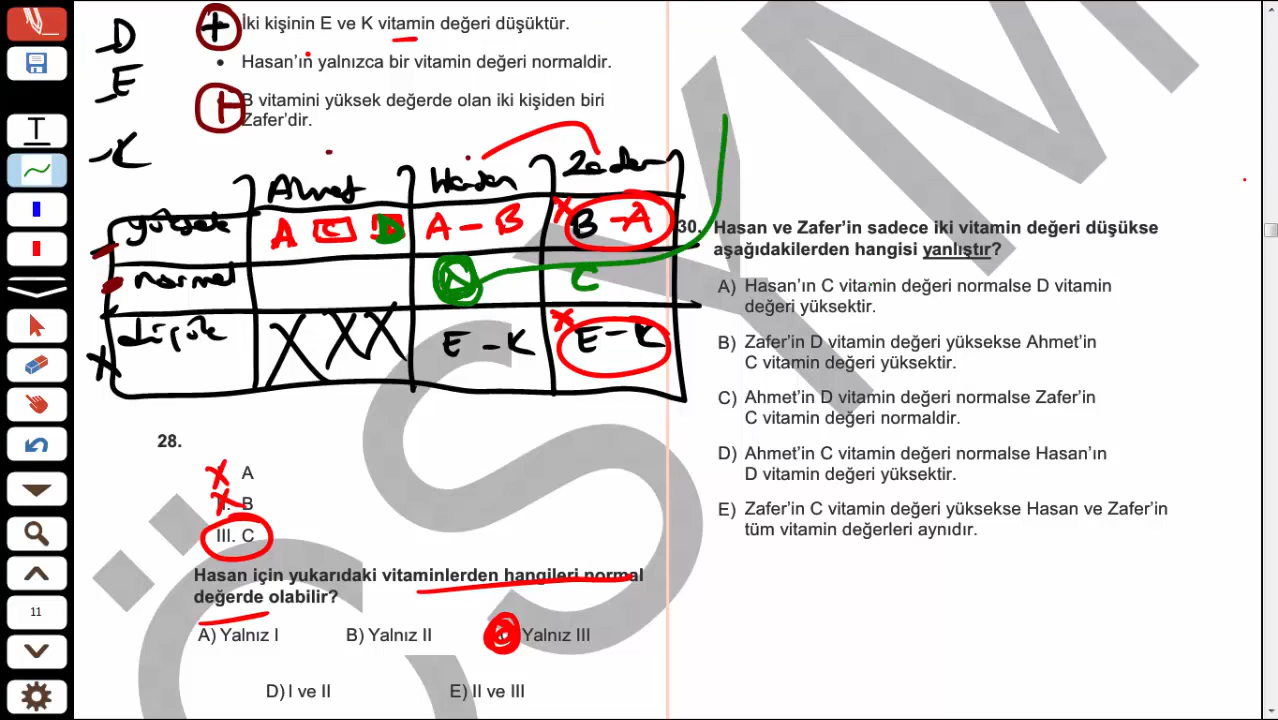 D
E
K
İki kişinin E ve K vitamin değeri düşüktür.
• Hasan'ın yalnızca bir vitamin değeri normaldir.
B vitamini yüksek değerde olan iki kişiden biri
Zafer'dir.
Ahmet Hasan
yüksek A C D A - B B - A
normal C
düşük E - K E - K
28.
A
B
III. C
Hasan için yukarıdaki vitaminlerden hangileri normal
değerde olabilir?
A) Yalnız I B) Yalnız II Yalnız III
D) I ve II E) II ve III
30. Hasan ve Zafer'in sadece iki vitamin değeri düşükse
aşağıdakilerden hangisi yanlıştır?
A) Hasan'ın C vitamin değeri normalse D vitamin
değeri yüksektir.
B) Zafer'in D vitamin değeri yüksekse Ahmet'in
C vitamin değeri yüksektir.
C) Ahmet'in D vitamin değeri normalse Zafer'in
C vitamin değeri normaldir.
D) Ahmet'in C vitamin değeri normalse Hasan'ın
D vitamin değeri yüksektir.
E) Zafer'in C vitamin değeri yüksekse Hasan ve Zafer'in
tüm vitamin değerleri aynıdır.
T
11
ÖSYM